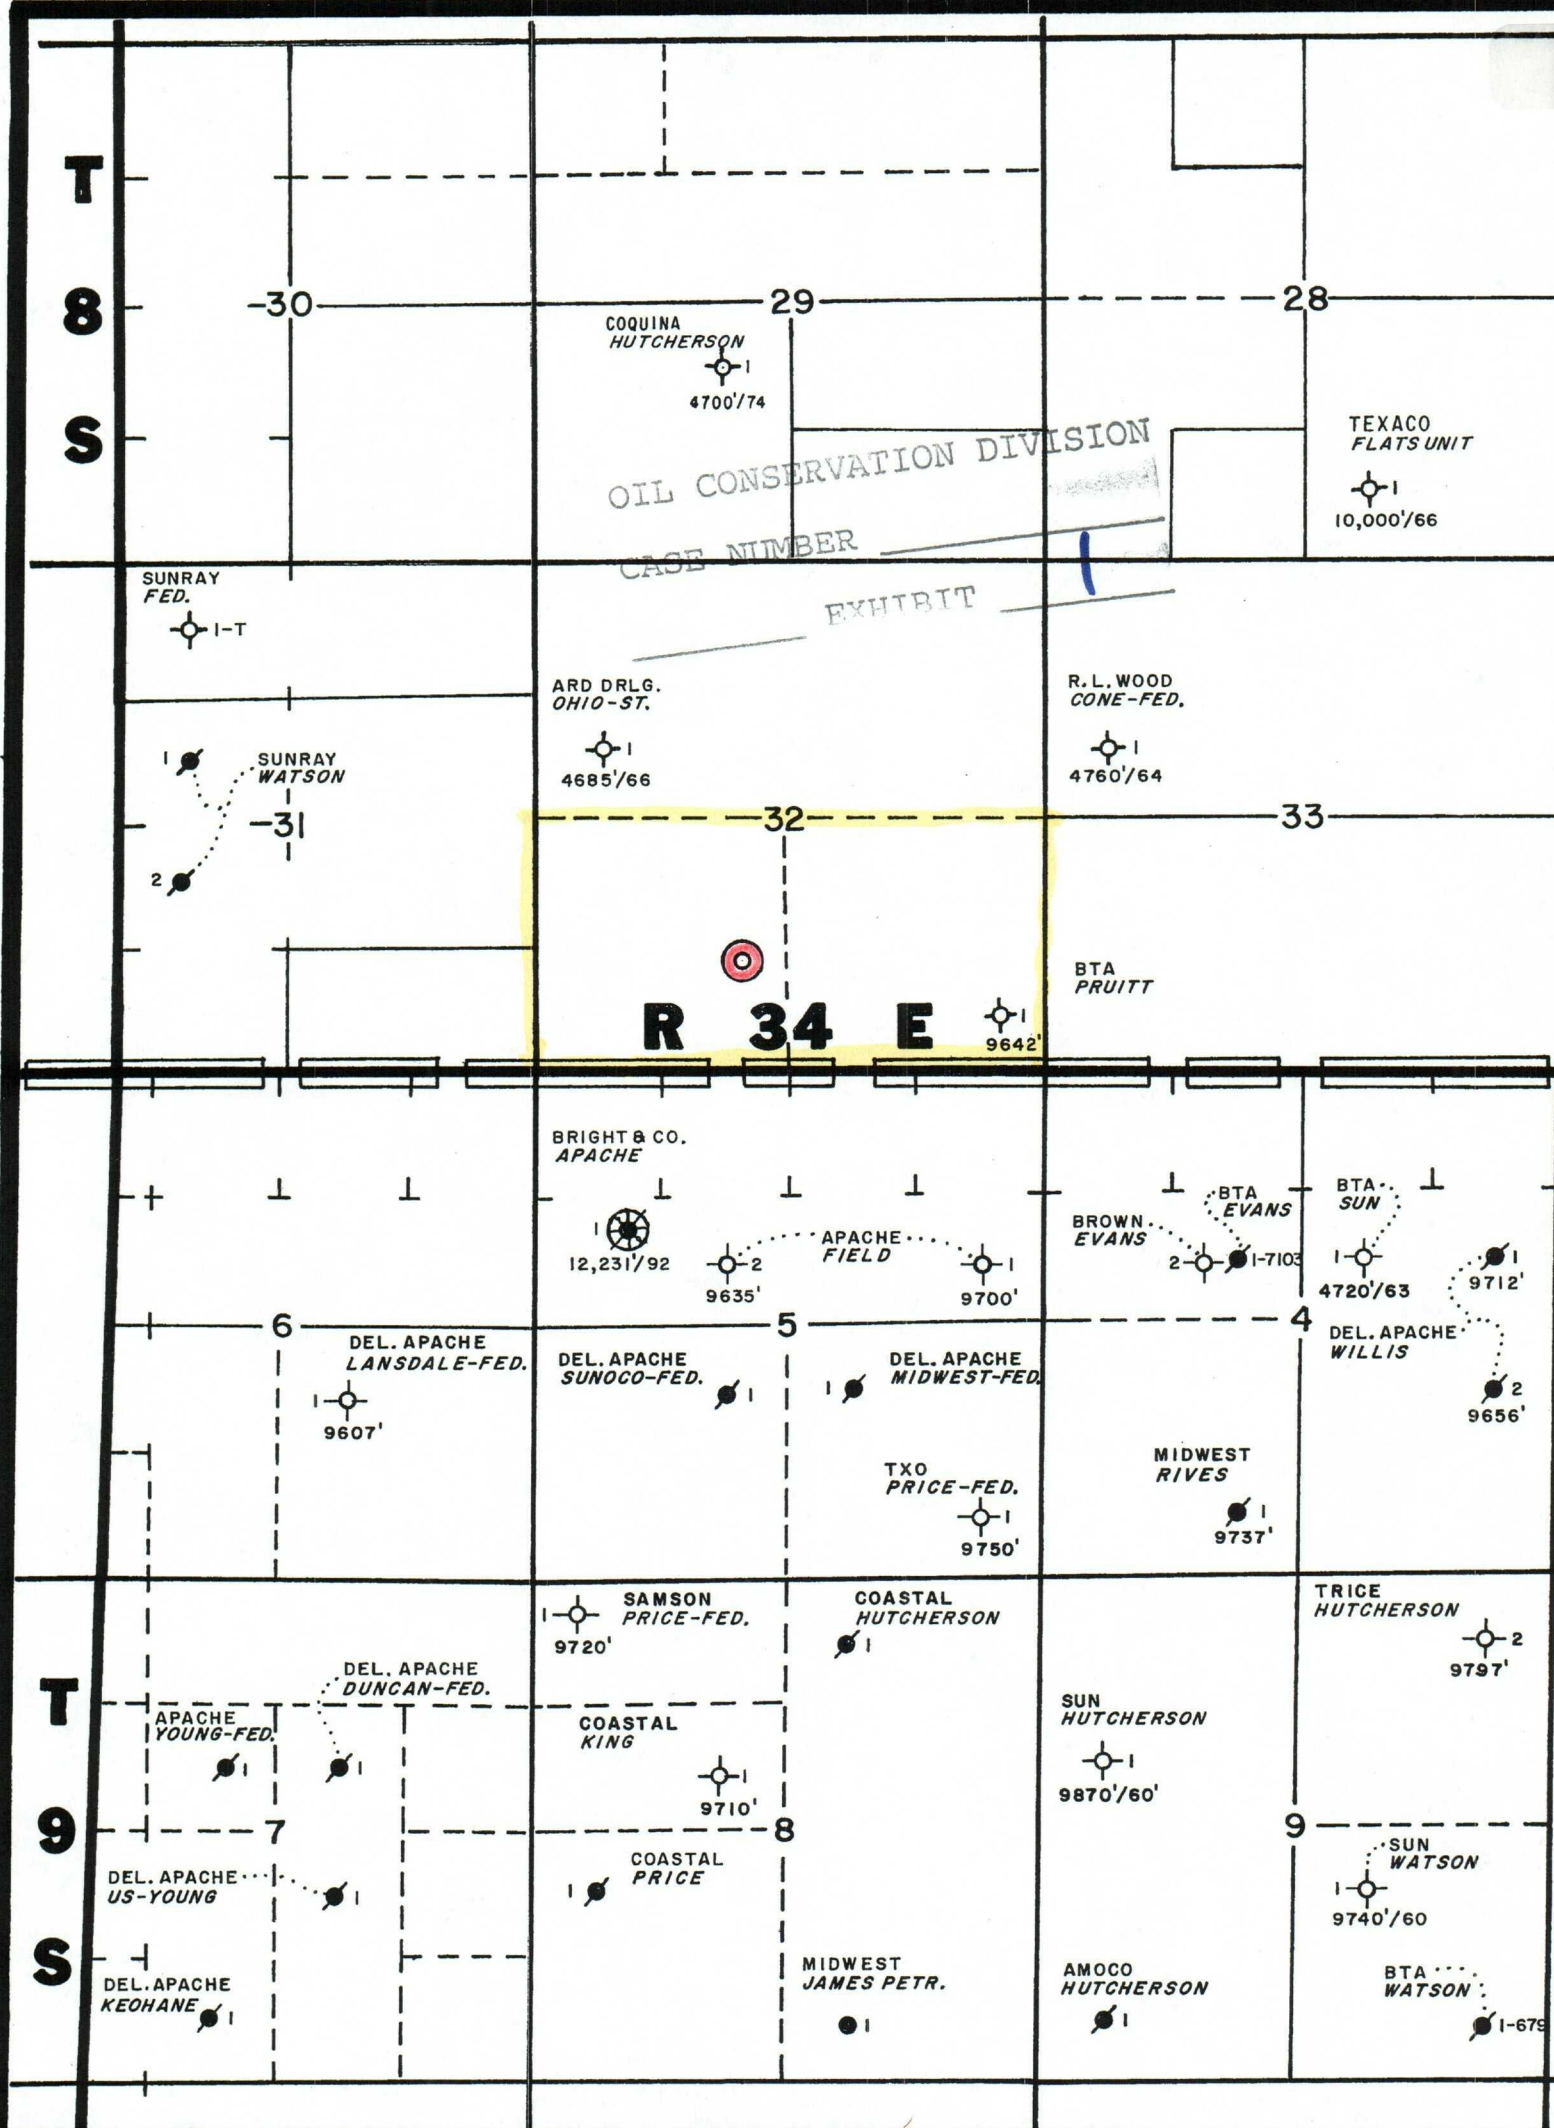 T
8
S
-30
29
28
COQUINA
HUTCHERSON
1
4700'/74
TEXACO
FLATS UNIT
1
10,000'/66
OIL CONSERVATION DIVISION
CASE NUMBER
EXHIBIT 1
SUNRAY
FED.
1-T
ARD DRLG.
OHIO-ST.
1
4685'/66
R.L. WOOD
CONE-FED.
1
4760'/64
1
SUNRAY
WATSON
-31
32
33
2
BTA
PRUITT
R 34 E
1
9642'
BRIGHT & CO.
APACHE
1
12,231'/92
APACHE
FIELD
2
9635'
1
9700'
BROWN
EVANS
2
BTA
EVANS
1-7103
BTA
SUN
1
4720'/63
1
9712'
6
5
4
DEL. APACHE
LANSDALE-FED.
1
9607'
DEL. APACHE
SUNOCO-FED.
1
DEL. APACHE
MIDWEST-FED.
1
DEL. APACHE
WILLIS
2
9656'
TXO
PRICE-FED.
1
9750'
MIDWEST
RIVES
1
9737'
SAMSON
PRICE-FED.
1
9720'
COASTAL
HUTCHERSON
1
TRICE
HUTCHERSON
2
9797'
T
9
S
DEL. APACHE
DUNCAN-FED.
1
APACHE
YOUNG-FED.
1
COASTAL
KING
1
9710'
SUN
HUTCHERSON
1
9870'/60'
7
8
9
DEL. APACHE
US-YOUNG
1
COASTAL
PRICE
1
SUN
WATSON
1
9740'/60
DEL. APACHE
KEOHANE
1
MIDWEST
JAMES PETR.
1
AMOCO
HUTCHERSON
1
BTA
WATSON
1-679